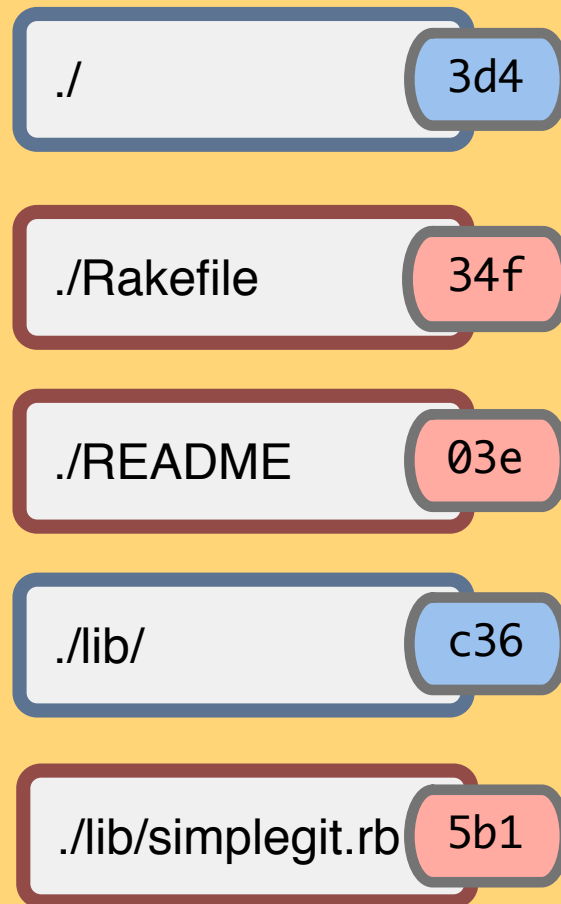 ./ 3d4
./Rakefile 34f
./README 03e
./lib/ c36
./lib/simplegit.rb 5b1